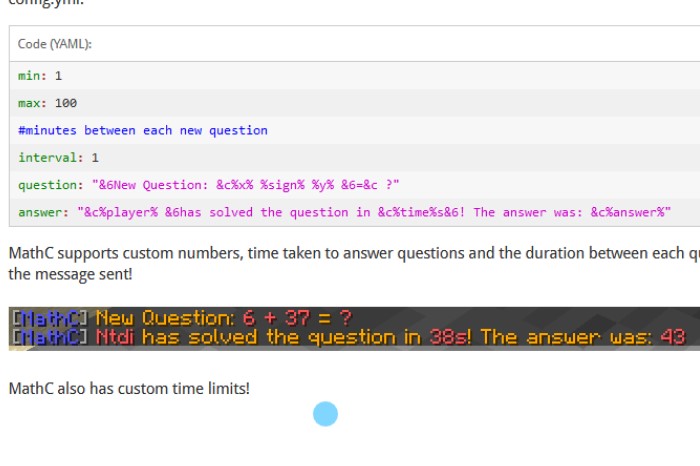 config.yml:
Code (YAML):
min: 1
max: 100
#minutes between each new question
interval: 1
question: "&6New Question: &c%x% %sign% %y% &6=&c ?"
answer: "&c%player% &6has solved the question in &c%time%s&6! The answer was: &c%answer%"
MathC supports custom numbers, time taken to answer questions and the duration between each
the message sent!
[MathC] New Question: 6 + 37 = ?
[MathC] Ntdi has solved the question in 38s! The answer was: 43
MathC also has custom time limits!